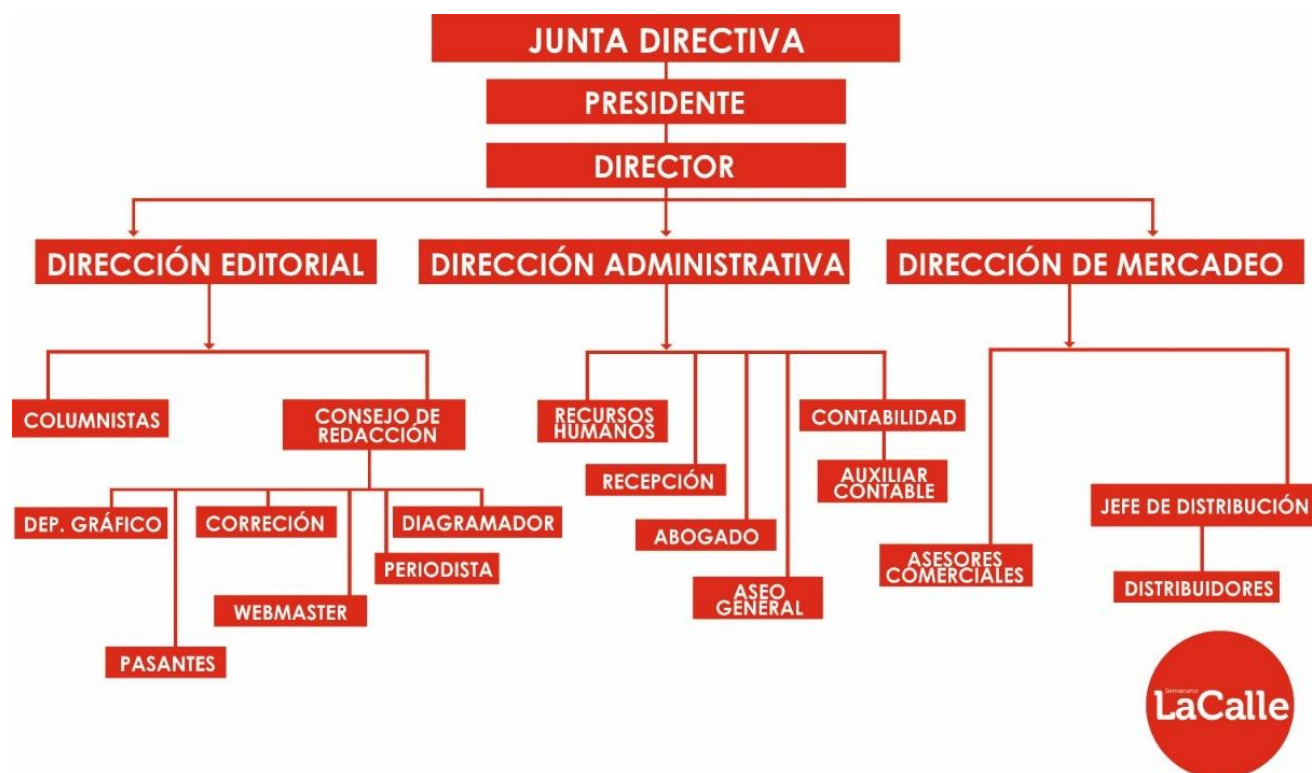 JUNTA DIRECTIVA
PRESIDENTE
DIRECTOR
DIRECCIÓN EDITORIAL
DIRECCIÓN ADMINISTRATIVA
DIRECCIÓN DE MERCADEO
COLUMNISTAS
CONSEJO DE
REDACCIÓN
RECURSOS
HUMANOS
CONTABILIDAD
RECEPCIÓN
AUXILIAR
CONTABLE
DEP. GRÁFICO
CORRECIÓN
DIAGRAMADOR
JEFE DE DISTRIBUCIÓN
ABOGADO
PERIODISTA
ASESORES
COMERCIALES
DISTRIBUIDORES
WEBMASTER
ASEO
GENERAL
PASANTES
Semanario
LaCalle